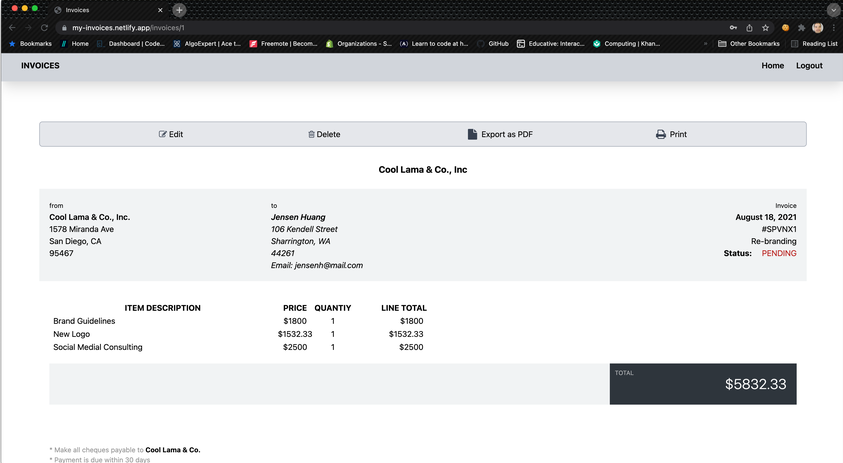 Invoices
my-invoices.netlify.app/invoices/1
Bookmarks Home Dashboard | Code... AlgoExpert | Ace t... Freemote | Becom... Organizations - S... Learn to code at h... GitHub Educative: Interac... Computing | Khan... » Other Bookmarks Reading List
INVOICES Home Logout
Edit Delete Export as PDF Print
Cool Lama & Co., Inc
from
Cool Lama & Co., Inc.
1578 Miranda Ave
San Diego, CA
95467
to
Jensen Huang
106 Kendell Street
Sharrington, WA
44261
Email: jensenh@mail.com
Invoice
August 18, 2021
#SPVNX1
Re-branding
Status: PENDING
ITEM DESCRIPTION PRICE QUANTIY LINE TOTAL
Brand Guidelines $1800 1 $1800
New Logo $1532.33 1 $1532.33
Social Medial Consulting $2500 1 $2500
TOTAL
$5832.33
* Make all cheques payable to Cool Lama & Co.
* Payment is due within 30 days